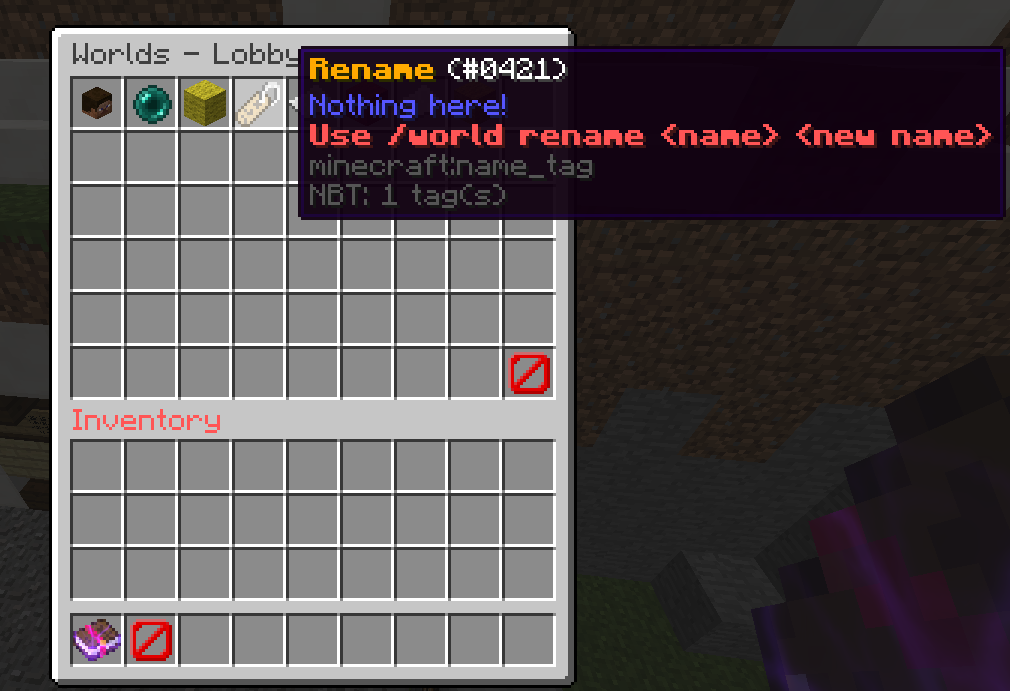 Worlds - Lobby
Rename (#0421)
Nothing here!
Use /world rename <name> <new name>
minecraft:name_tag
NBT: 1 tag(s)
Inventory